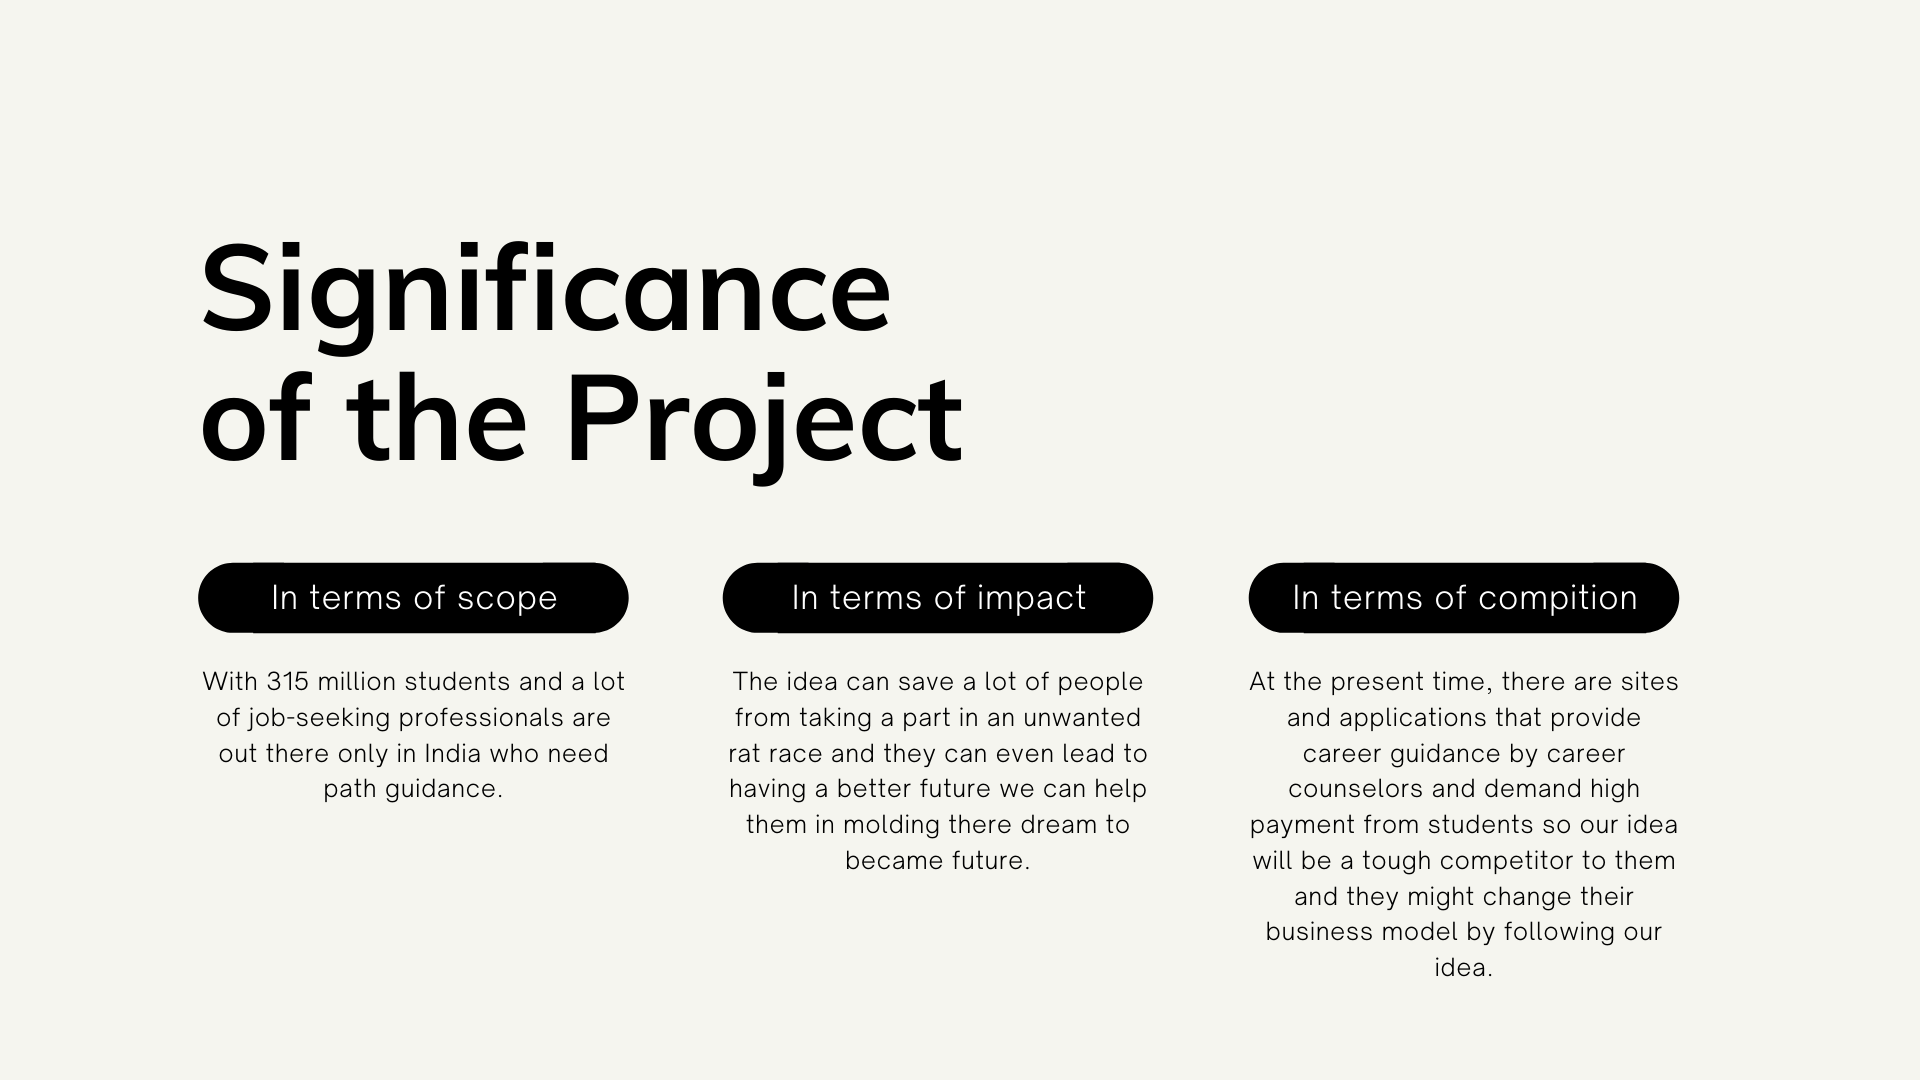 Significance
of the Project
In terms of scope
With 315 million students and a lot
of job-seeking professionals are
out there only in India who need
path guidance.
In terms of impact
The idea can save a lot of people
from taking a part in an unwanted
rat race and they can even lead to
having a better future we can help
them in molding there dream to
became future.
In terms of compition
At the present time, there are sites
and applications that provide
career guidance by career
counselors and demand high
payment from students so our idea
will be a tough competitor to them
and they might change their
business model by following our
idea.